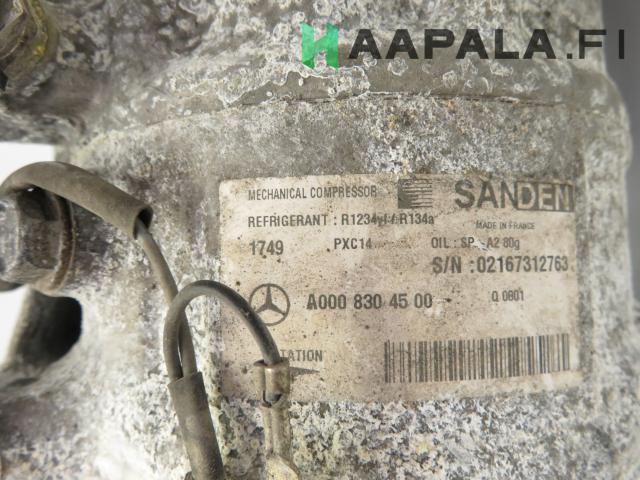 HAAPALA.FI
MECHANICAL COMPRESSOR SANDEN
REFRIGERANT : R1234yf / R134a MADE IN FRANCE
1749 PXC14 OIL : SP-A2 80g
S/N : 02167312763
A000 830 45 00 Q 0801